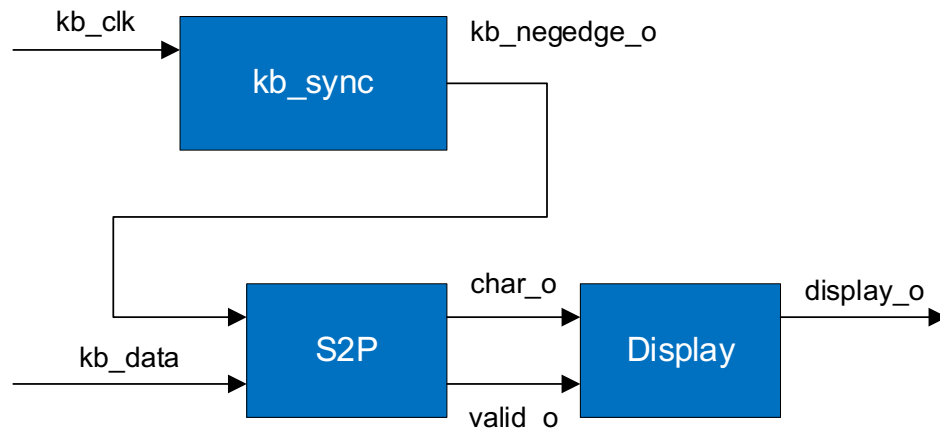 kb_clk
kb_negedge_o
kb_sync
char_o
display_o
kb_data
S2P
Display
valid_o